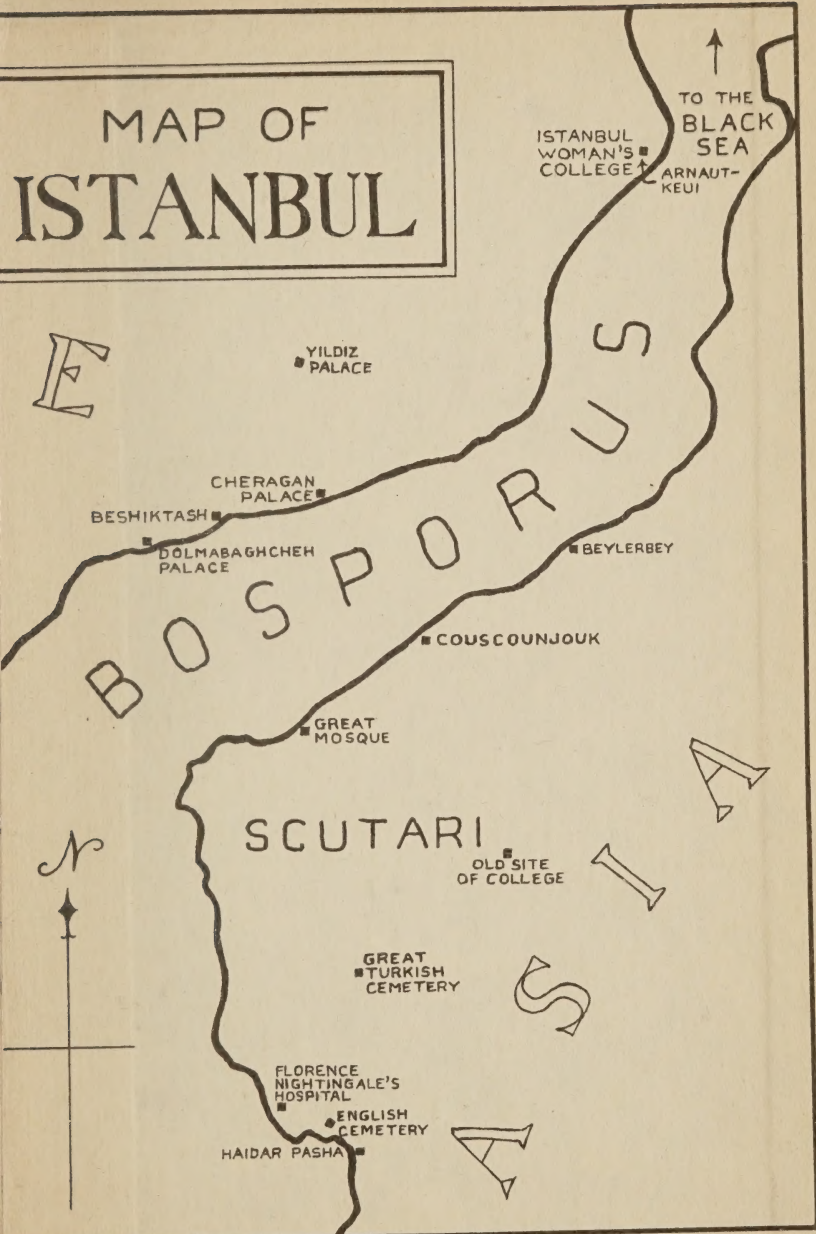 MAP OF
ISTANBUL
TO THE
BLACK
SEA
ISTANBUL
WOMAN'S
COLLEGE
ARNAUT-
KEUI
E
YILDIZ
PALACE
CHERAGAN
PALACE
BESHIKTASH
DOLMABAGHCHEH
PALACE
BOSPORUS
BEYLERBEY
COUSCOUNJOUK
GREAT
MOSQUE
SCUTARI
OLD SITE
OF COLLEGE
ASIA
N
GREAT
TURKISH
CEMETERY
FLORENCE
NIGHTINGALE'S
HOSPITAL
ENGLISH
CEMETERY
HAIDAR PASHA